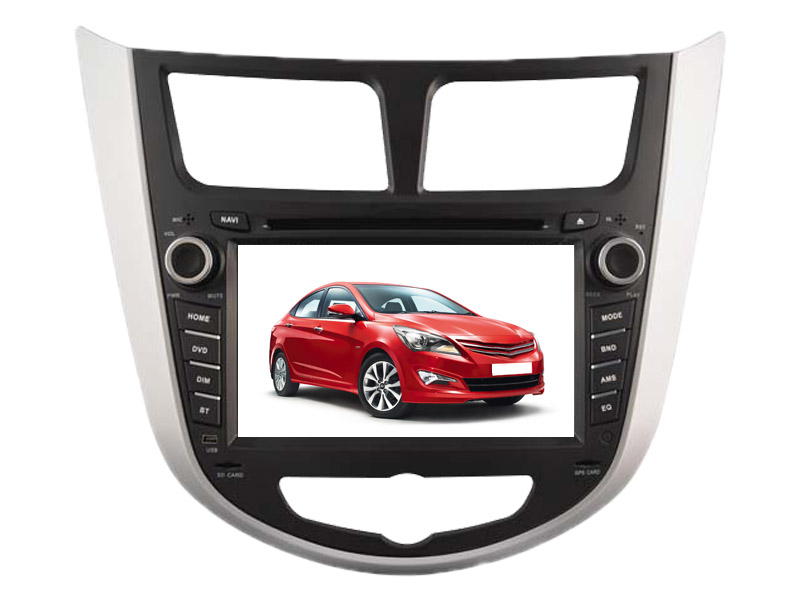 MIC NAVI IR
VOL RST
PWR MUTE SEEK PLAY
HOME MODE
DVD BND
DIM AMS
BT EQ
USB
SD CARD GPS CARD